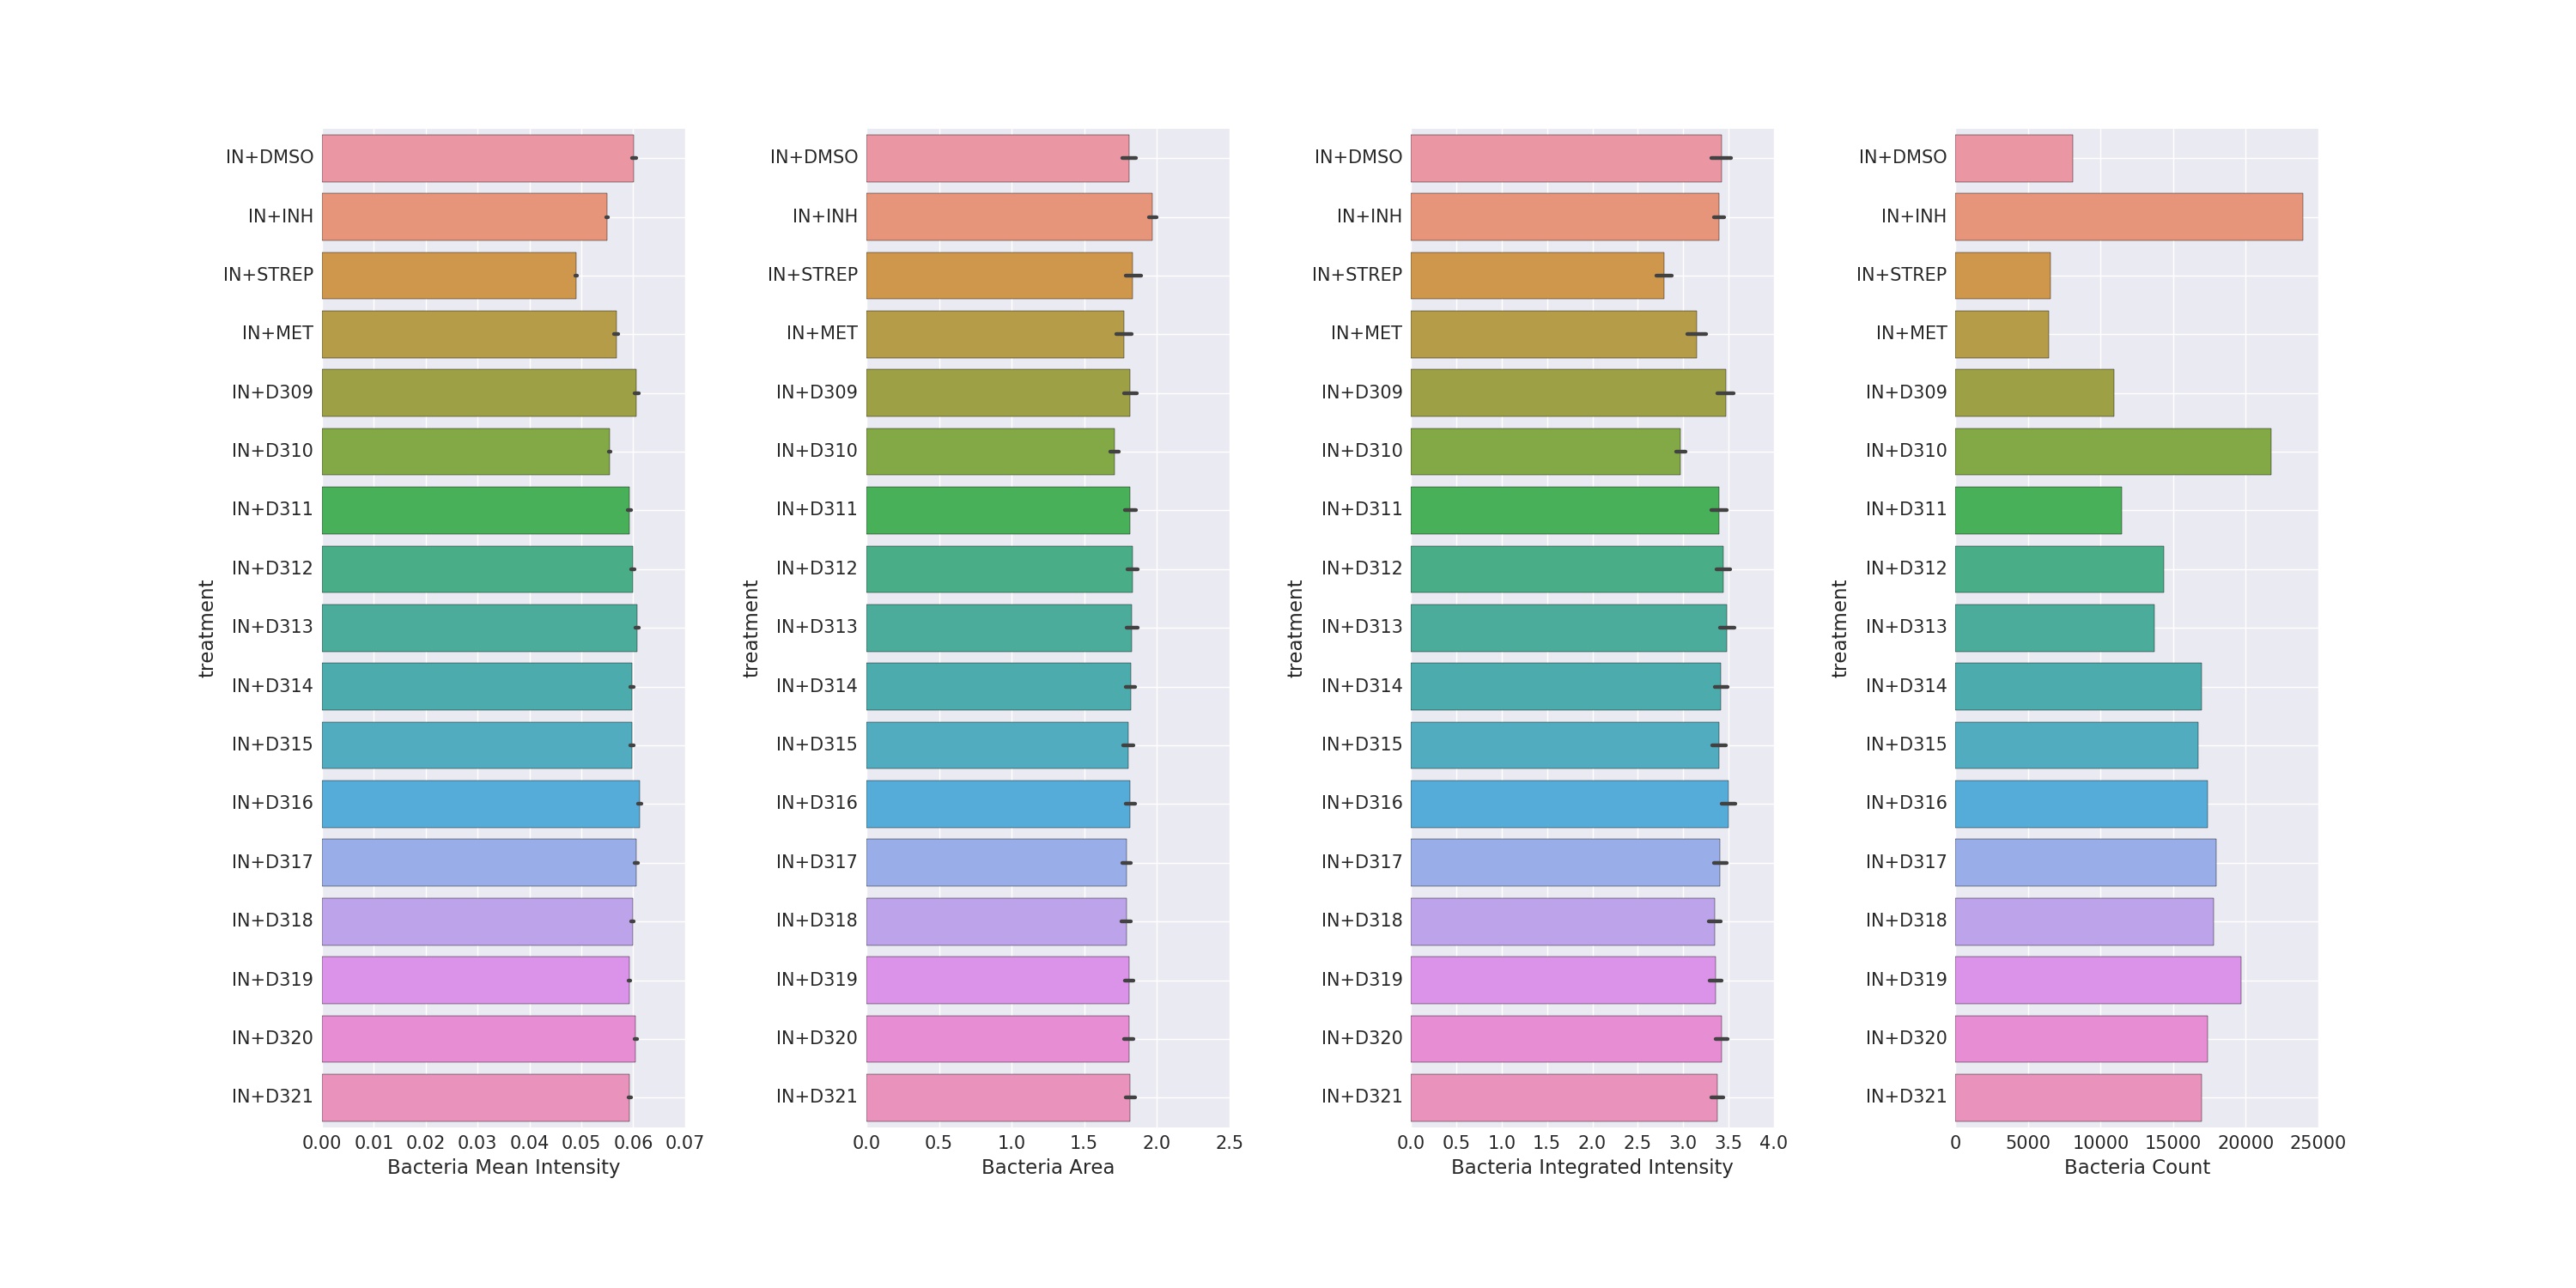 IN+DMSO
IN+INH
IN+STREP
IN+MET
IN+D309
IN+D310
IN+D311
IN+D312
IN+D313
IN+D314
IN+D315
IN+D316
IN+D317
IN+D318
IN+D319
IN+D320
IN+D321
treatment
0.00 0.01 0.02 0.03 0.04 0.05 0.06 0.07
Bacteria Mean Intensity
IN+DMSO
IN+INH
IN+STREP
IN+MET
IN+D309
IN+D310
IN+D311
IN+D312
IN+D313
IN+D314
IN+D315
IN+D316
IN+D317
IN+D318
IN+D319
IN+D320
IN+D321
treatment
0.0 0.5 1.0 1.5 2.0 2.5
Bacteria Area
IN+DMSO
IN+INH
IN+STREP
IN+MET
IN+D309
IN+D310
IN+D311
IN+D312
IN+D313
IN+D314
IN+D315
IN+D316
IN+D317
IN+D318
IN+D319
IN+D320
IN+D321
treatment
0.0 0.5 1.0 1.5 2.0 2.5 3.0 3.5 4.0
Bacteria Integrated Intensity
IN+DMSO
IN+INH
IN+STREP
IN+MET
IN+D309
IN+D310
IN+D311
IN+D312
IN+D313
IN+D314
IN+D315
IN+D316
IN+D317
IN+D318
IN+D319
IN+D320
IN+D321
treatment
0 5000 10000 15000 20000 25000
Bacteria Count